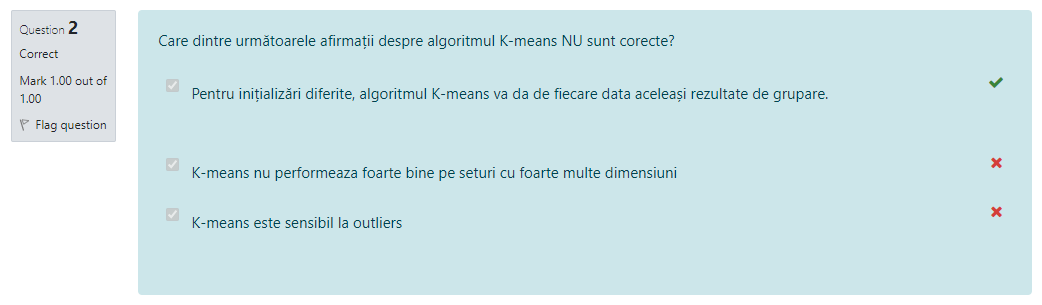 Question 2
Correct
Mark 1.00 out of
1.00
Flag question
Care dintre următoarele afirmații despre algoritmul K-means NU sunt corecte?
Pentru inițializări diferite, algoritmul K-means va da de fiecare data aceleași rezultate de grupare.
K-means nu performeaza foarte bine pe seturi cu foarte multe dimensiuni
K-means este sensibil la outliers